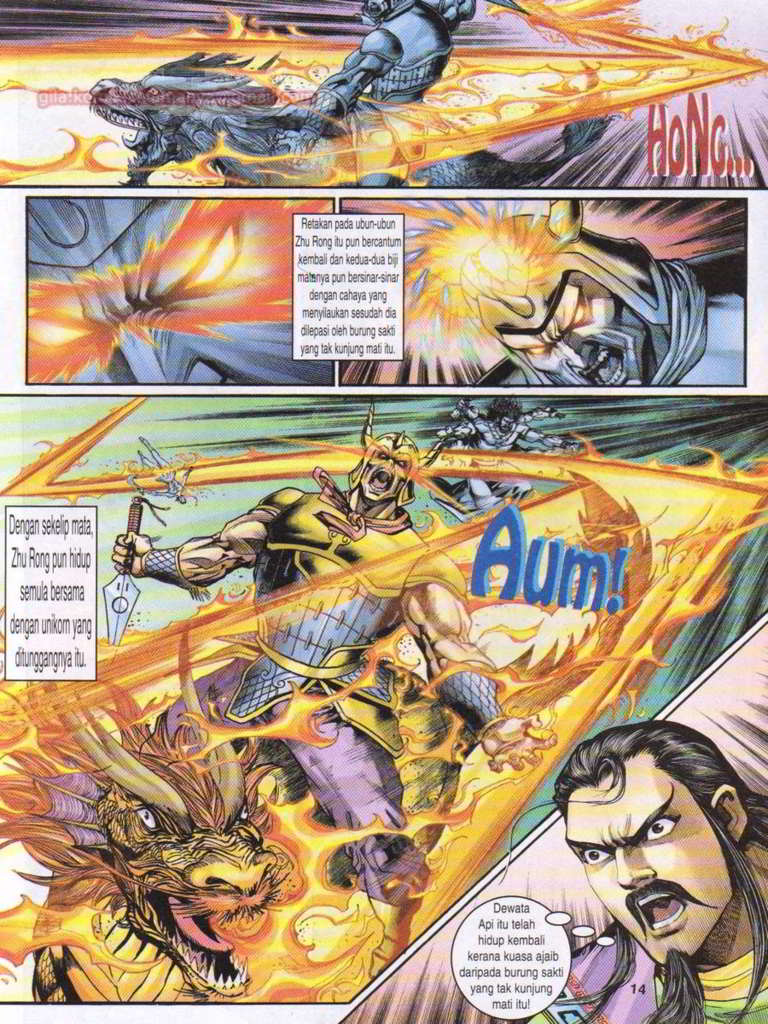 HONG...
Retakan pada ubun-ubun
Zhu Rong itu pun bercantum
kembali dan kedua-dua biji
matanya pun bersinar-sinar
dengan cahaya yang
menyilaukan sesudah dia
dilepasi oleh burung sakti
yang tak kunjung mati itu.
Dengan sekelip mata,
Zhu Rong pun hidup
semula bersama
dengan unikorn yang
ditunggangnya itu.
Aum!
Dewata
Api itu telah
hidup kembali
kerana kuasa ajaib
daripada burung sakti
yang tak kunjung
mati itu!
14